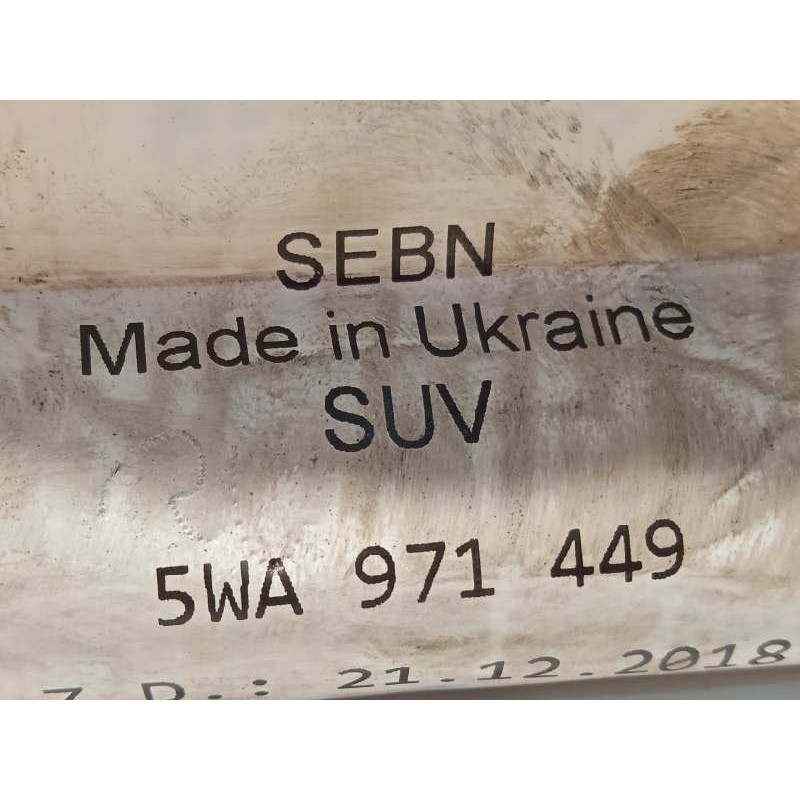 SEBN
Made in Ukraine
SUV
5WA 971 449
Z D.: 21.12.2018